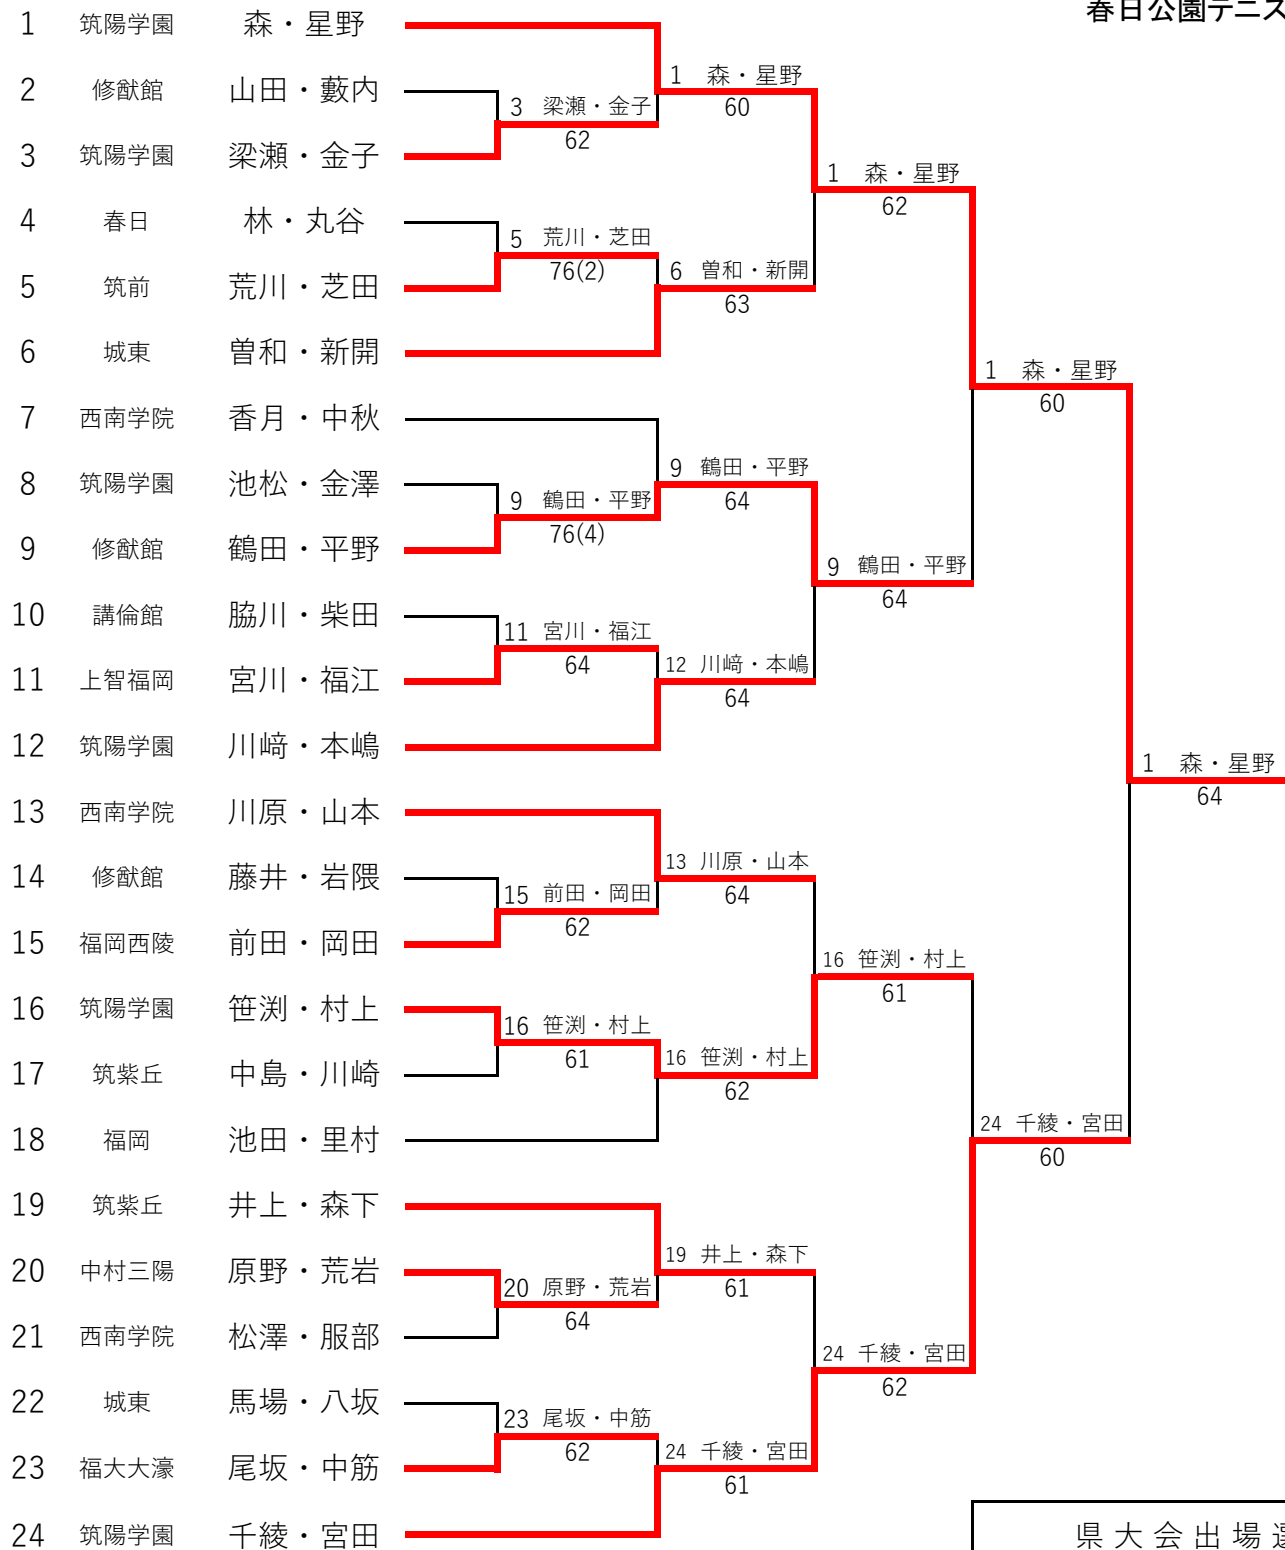 春日公園テニス
1 筑陽学園 森・星野
2 修猷館 山田・藪内
3 筑陽学園 梁瀬・金子
4 春日 林・丸谷
5 筑前 荒川・芝田
6 城東 曽和・新開
7 西南学院 香月・中秋
8 筑陽学園 池松・金澤
9 修猷館 鶴田・平野
10 講倫館 脇川・柴田
11 上智福岡 宮川・福江
12 筑陽学園 川﨑・本嶋
13 西南学院 川原・山本
14 修猷館 藤井・岩隈
15 福岡西陵 前田・岡田
16 筑陽学園 笹渕・村上
17 筑紫丘 中島・川崎
18 福岡 池田・里村
19 筑紫丘 井上・森下
20 中村三陽 原野・荒岩
21 西南学院 松澤・服部
22 城東 馬場・八坂
23 福大大濠 尾坂・中筋
24 筑陽学園 千綾・宮田
3 梁瀬・金子
62
5 荒川・芝田
76(2)
9 鶴田・平野
76(4)
11 宮川・福江
64
15 前田・岡田
62
16 笹渕・村上
61
20 原野・荒岩
64
23 尾坂・中筋
62
1 森・星野
60
6 曽和・新開
63
9 鶴田・平野
64
12 川﨑・本嶋
64
13 川原・山本
64
16 笹渕・村上
62
19 井上・森下
61
24 千綾・宮田
61
1 森・星野
62
9 鶴田・平野
64
16 笹渕・村上
61
24 千綾・宮田
62
1 森・星野
60
24 千綾・宮田
60
1 森・星野
64
県大会出場選